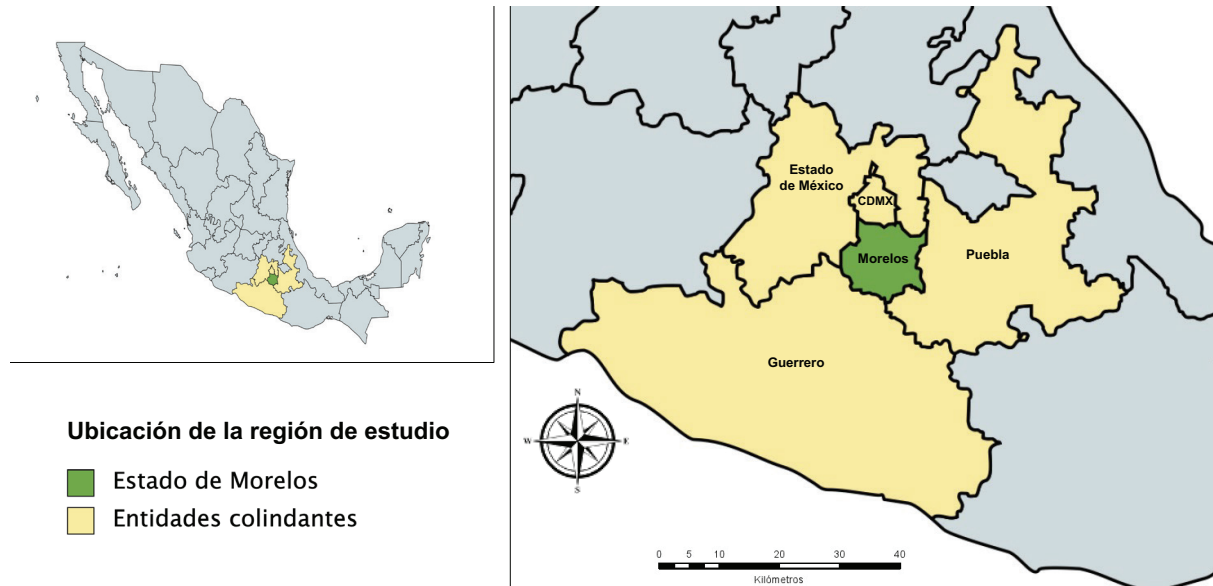 Estado
de México
CDMX
Morelos
Puebla
Guerrero
N
W E
S
Ubicación de la región de estudio
Estado de Morelos
Entidades colindantes
0 5 10 20 30 40
Kilómetros